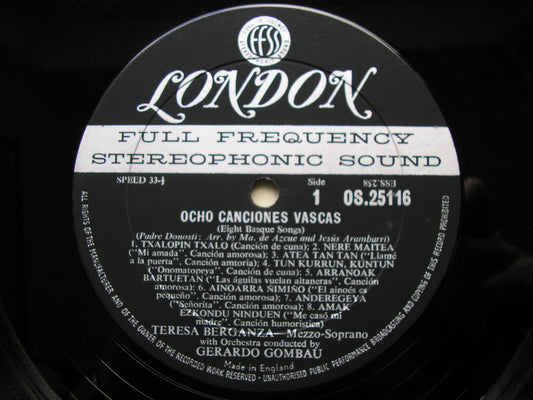 FFSS
LONDON
FULL FREQUENCY
STEREOPHONIC SOUND
SPEED 33⅓
Side
1
ESS.258
OS.25116
OCHO CANCIONES VASCAS
(Eight Basque Songs)
(Padre Donosti: Arr. by Ma. de Azcue and Jesús Arambarri)
1. TXALOPIN TXALO (Canción de cuna); 2. NERE MAITEA
("Mi amada". Canción amorosa); 3. ATEA TAN TAN ("Llamé
a la puerta". Canción amtoria); 4. TUN KURRUN, KUNTUN
("Onomatopeya". Canción de cuna); 5. ARRANOAK
BARTUETAN ("Las águilas vuelan altaneras". Canción
amorosa); 6. AINOARRA NIMIÑO ("El ainoés es
pequeño". Canción amorosa); 7. ANDEREGEYA
("Señorita". Canción amorosa); 8. AMAK
EZKONDU NINDUEN ("Me casó mi
madre". Canción humorística)
TERESA BERGANZA—Mezzo-Soprano
with Orchestra conducted by
GERARDO GOMBAÚ
Made in England
ALL RIGHTS OF THE MANUFACTURER AND OF THE OWNER OF THE RECORDED WORK RESERVED · UNAUTHORISED PUBLIC PERFORMANCE BROADCASTING AND COPYING OF THIS RECORD PROHIBITED